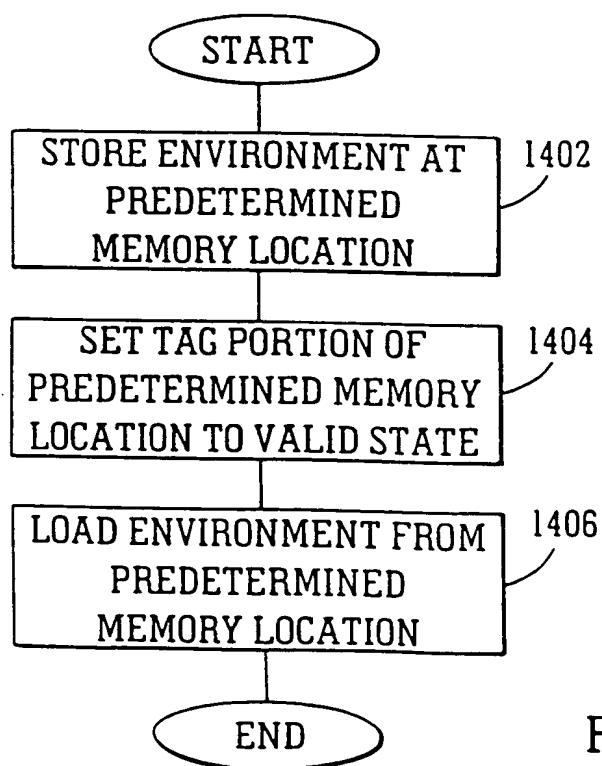 START
STORE ENVIRONMENT AT
PREDETERMINED
MEMORY LOCATION
1402
SET TAG PORTION OF
PREDETERMINED MEMORY
LOCATION TO VALID STATE
1404
LOAD ENVIRONMENT FROM
PREDETERMINED
MEMORY LOCATION
1406
END
F